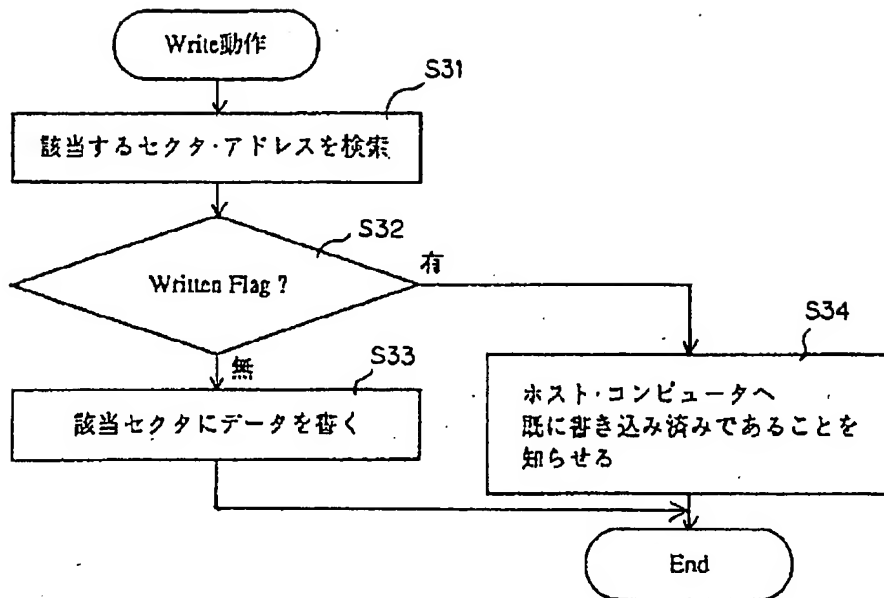 Write動作
S31
該当するセクタ・アドレスを検索
S32
Written Flag ?
有
無
S33
該当セクタにデータを書く
S34
ホスト・コンピュータへ
既に書き込み済みであることを
知らせる
End